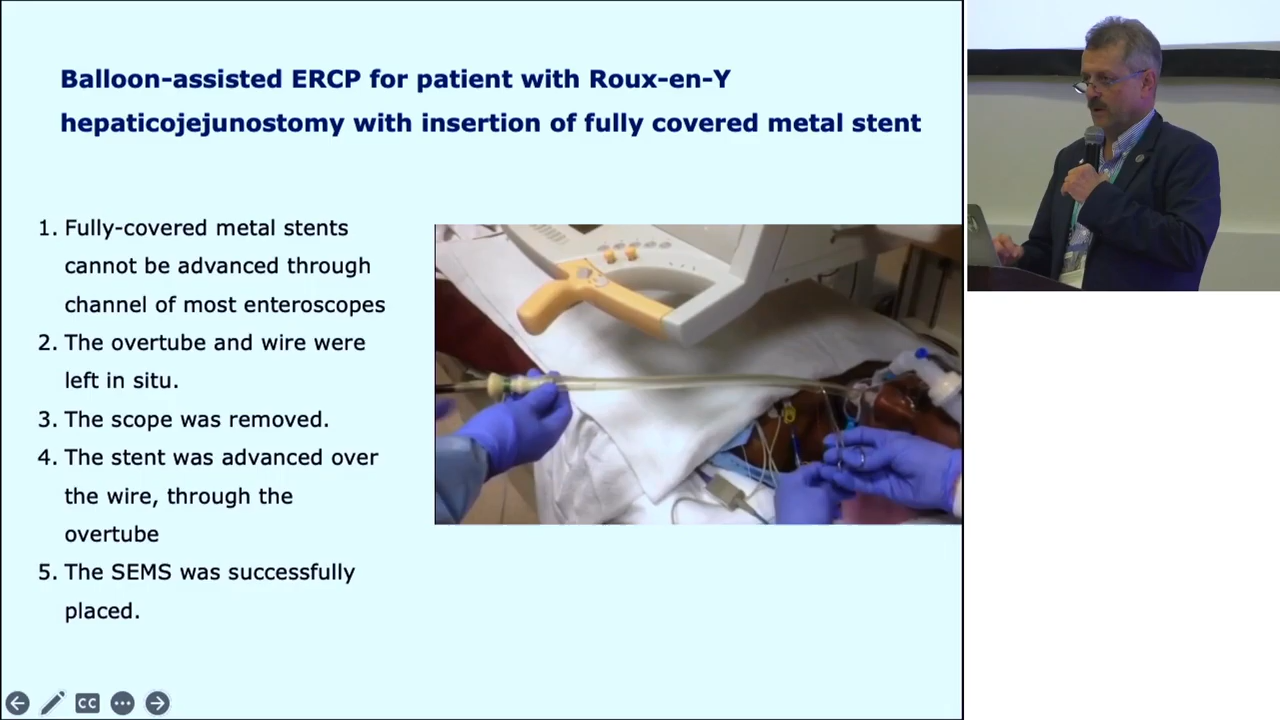 Balloon-assisted ERCP for patient with Roux-en-Y
hepaticojejunostomy with insertion of fully covered metal stent
1. Fully-covered metal stents
cannot be advanced through
channel of most enteroscopes
2. The overtube and wire were
left in situ.
3. The scope was removed.
4. The stent was advanced over
the wire, through the
overtube
5. The SEMS was successfully
placed.
CC